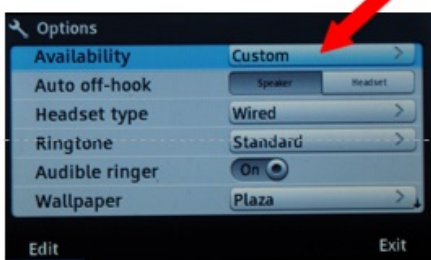 Options
Availability Custom >
Auto off-hook Speaker Headset
Headset type Wired >
Ringtone Standard >
Audible ringer On
Wallpaper Plaza >
Edit Exit